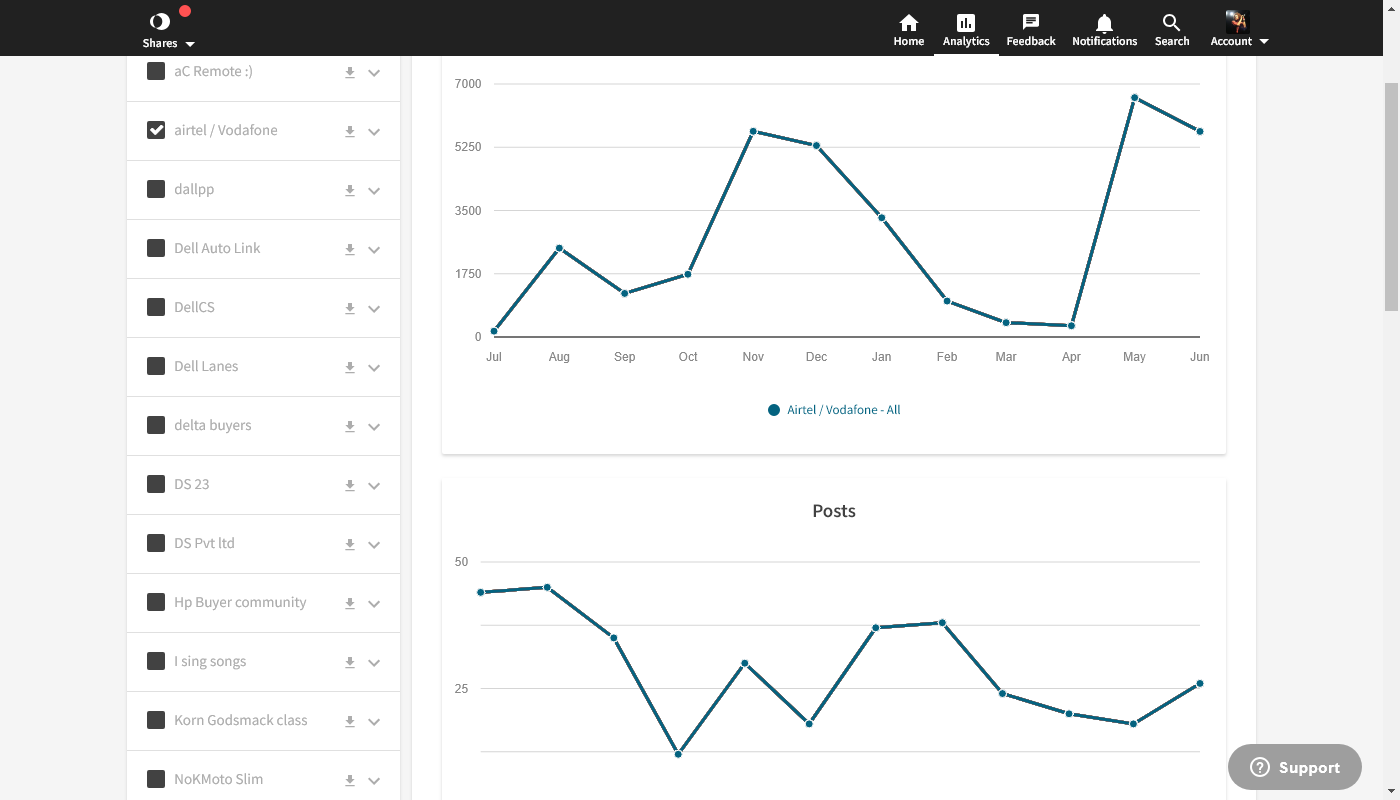 Shares
Home
Analytics
Feedback
Notifications
Search
Account
aC Remote :)
airtel / Vodafone
dallpp
Dell Auto Link
DellCS
Dell Lanes
delta buyers
DS 23
DS Pvt ltd
Hp Buyer community
I sing songs
Korn Godsmack class
NoKMoto Slim
7000
5250
3500
1750
0
Jul Aug Sep Oct Nov Dec Jan Feb Mar Apr May Jun
Airtel / Vodafone - All
Posts
50
25
Support